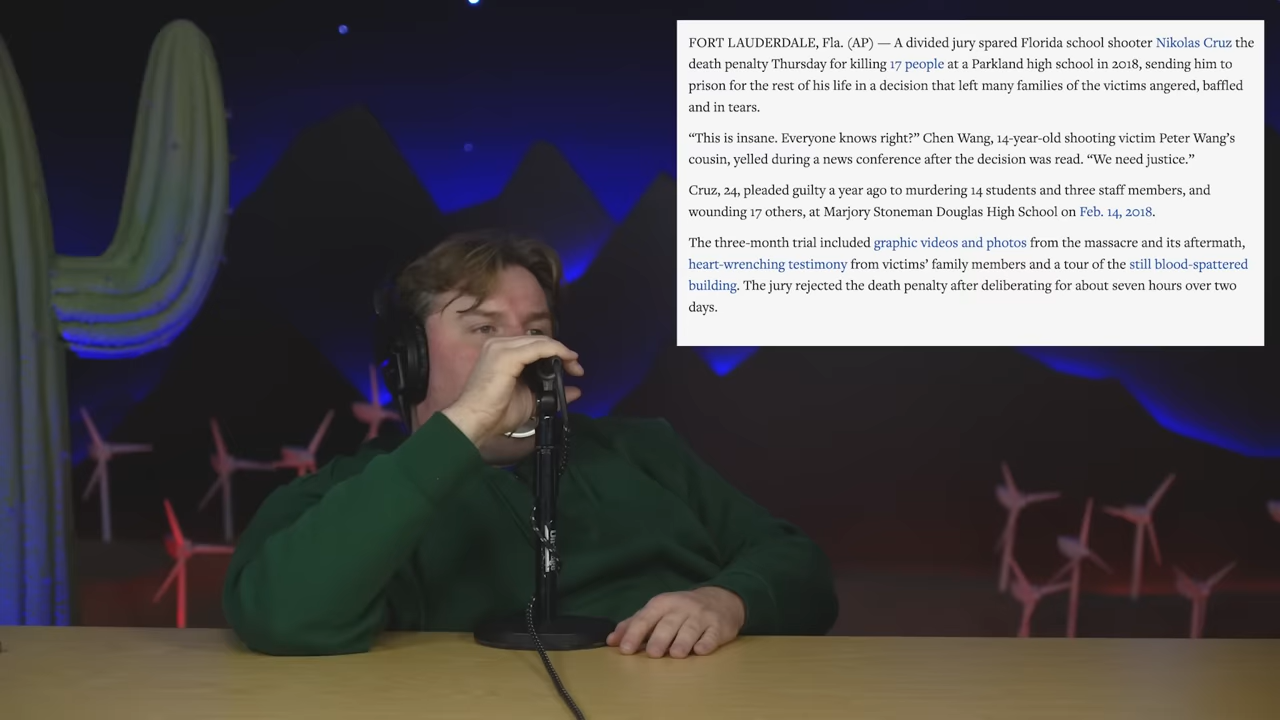 FORT LAUDERDALE, Fla. (AP) — A divided jury spared Florida school shooter Nikolas Cruz the
death penalty Thursday for killing 17 people at a Parkland high school in 2018, sending him to
prison for the rest of his life in a decision that left many families of the victims angered, baffled
and in tears.
“This is insane. Everyone knows right?” Chen Wang, 14-year-old shooting victim Peter Wang’s
cousin, yelled during a news conference after the decision was read. “We need justice.”
Cruz, 24, pleaded guilty a year ago to murdering 14 students and three staff members, and
wounding 17 others, at Marjory Stoneman Douglas High School on Feb. 14, 2018.
The three-month trial included graphic videos and photos from the massacre and its aftermath,
heart-wrenching testimony from victims’ family members and a tour of the still blood-spattered
building. The jury rejected the death penalty after deliberating for about seven hours over two
days.